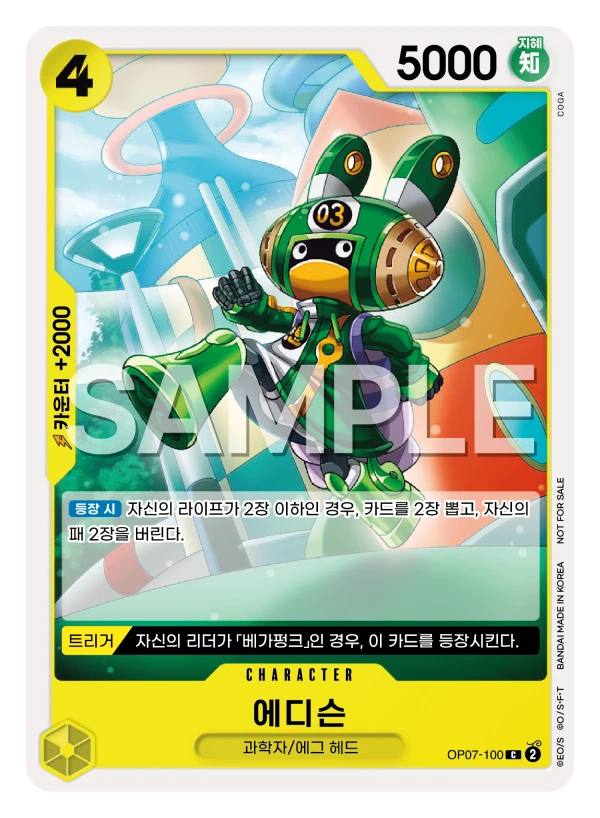 4
5000
지혜
知
COGA
03
카운터 +2000
SAMPLE
등장 시 자신의 라이프가 2장 이하인 경우, 카드를 2장 뽑고, 자신의
패 2장을 버린다.
트리거 자신의 리더가 「베가펑크」인 경우, 이 카드를 등장시킨다.
CHARACTER
에디슨
과학자/에그 헤드
OP07-100 C 2
©EO/S ©O/S·F·T BANDAI MADE IN KOREA NOT FOR SALE